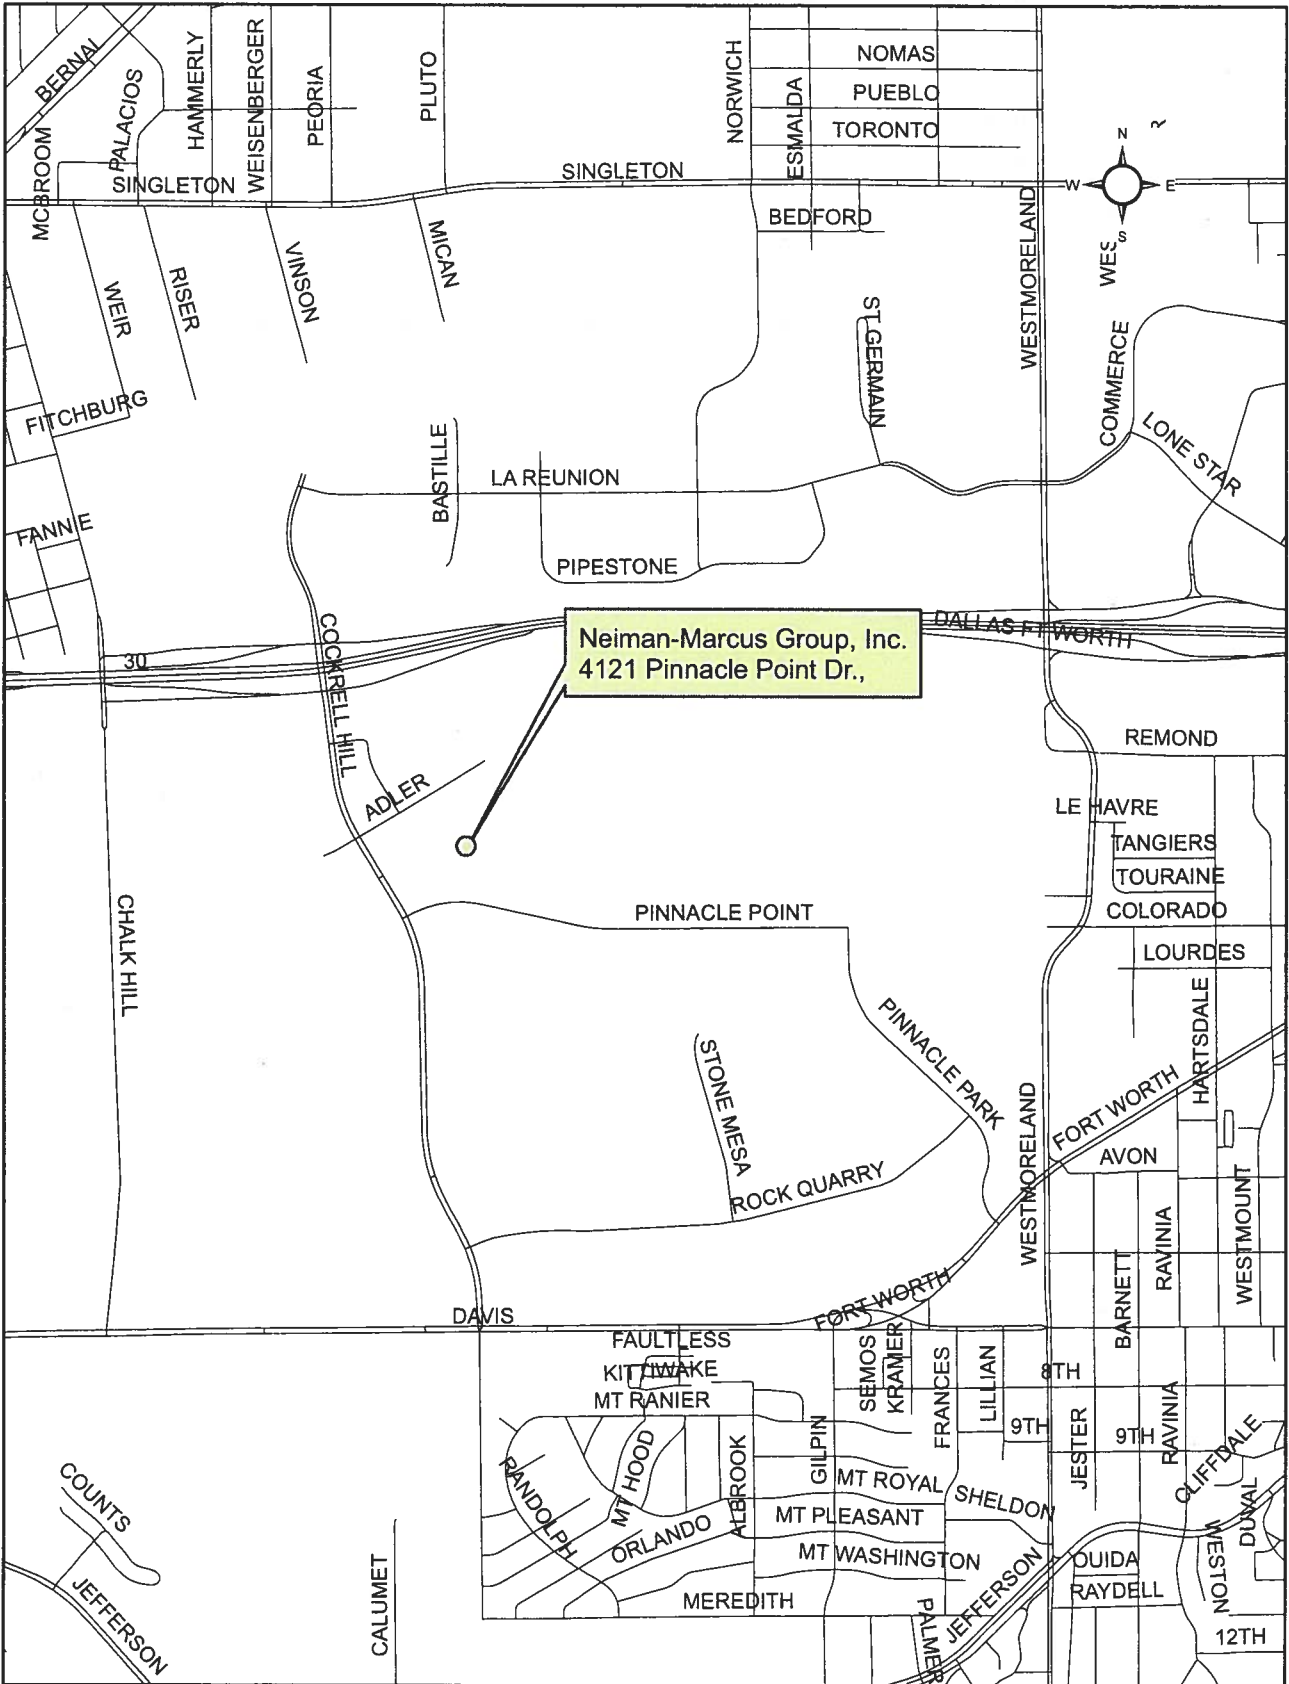 BERNAL
PALACIOS
HAMMERLY
WEISENBERGER
PEORIA
PLUTO
NORWICH
ESMALDA
NOMAS
PUEBLO
TORONTO
MCBROOM
SINGLETON
SINGLETON
N
W
E
S
BEDFORD
WEIR
RISER
VINSON
MICAN
WESTMORELAND
ST GERMAIN
COMMERCE
LONE STAR
FITCHBURG
BASTILLE
LA REUNION
FANNIE
PIPESTONE
30
COCKRELL HILL
Neiman-Marcus Group, Inc.
4121 Pinnacle Point Dr.,
DALLAS FT WORTH
REMOND
ADLER
LE HAVRE
TANGIERS
TOURAINE
COLORADO
LOURDES
CHALK HILL
PINNACLE POINT
PINNACLE PARK
HARTSDALE
STONE MESA
ROCK QUARRY
WESTMORELAND
FORT WORTH
AVON
RAVINIA
WESTMOUNT
BARNETT
DAVIS
FORT WORTH
FAULTLESS
KITTIWAKE
MT RANIER
SEMOS
KRAMER
FRANCES
LILLIAN
8TH
9TH
JESTER
9TH
RAVINIA
CLIFFDALE
DUVAL
COUNTS
RANDOLPH
MT HOOD
ALBROOK
GILPIN
MT ROYAL
SHELDON
ORLANDO
MT PLEASANT
MT WASHINGTON
MEREDITH
OUIDA
RAYDELL
WESTON
12TH
JEFFERSON
CALUMET
PALMER
JEFFERSON